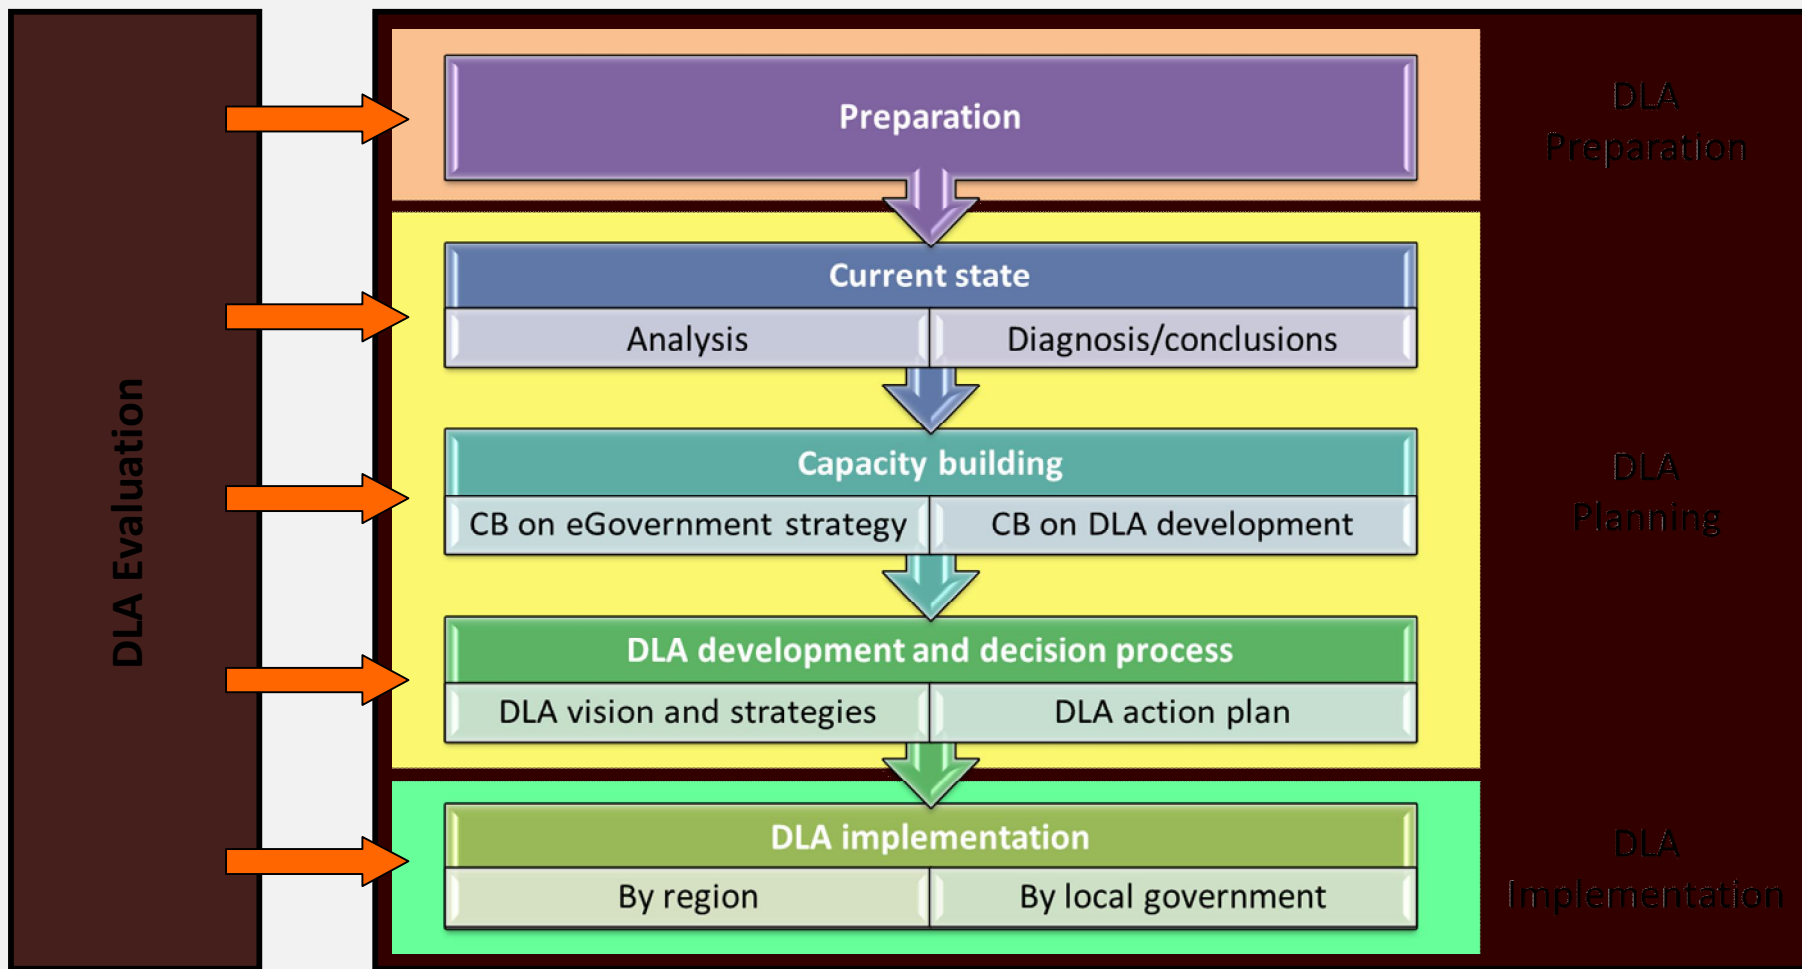 DLA Evaluation
Preparation
DLA
Preparation
Current state
Analysis
Diagnosis/conclusions
Capacity building
CB on eGovernment strategy
CB on DLA development
DLA
Planning
DLA development and decision process
DLA vision and strategies
DLA action plan
DLA implementation
By region
By local government
DLA
Implementation